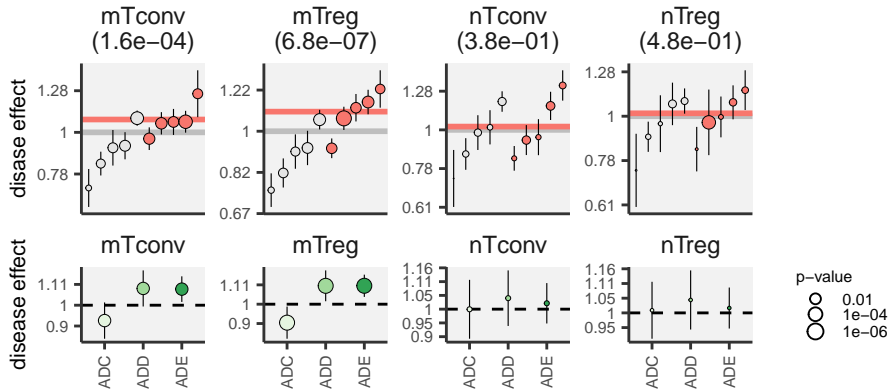 mTconv
(1.6e−04)
mTreg
(6.8e−07)
nTconv
(3.8e−01)
nTreg
(4.8e−01)
disase effect
1.28
1
0.78
1.22
1
0.82
0.67
1.28
1
0.78
0.61
1.28
1
0.78
0.61
mTconv
mTreg
nTconv
nTreg
disease effect
1.11
1
0.9
1.11
1
0.9
1.16
1.11
1.05
1
0.95
0.9
1.16
1.11
1.05
1
0.95
ADC
ADD
ADE
ADC
ADD
ADE
ADC
ADD
ADE
ADC
ADD
ADE
p−value
0.01
1e−04
1e−06